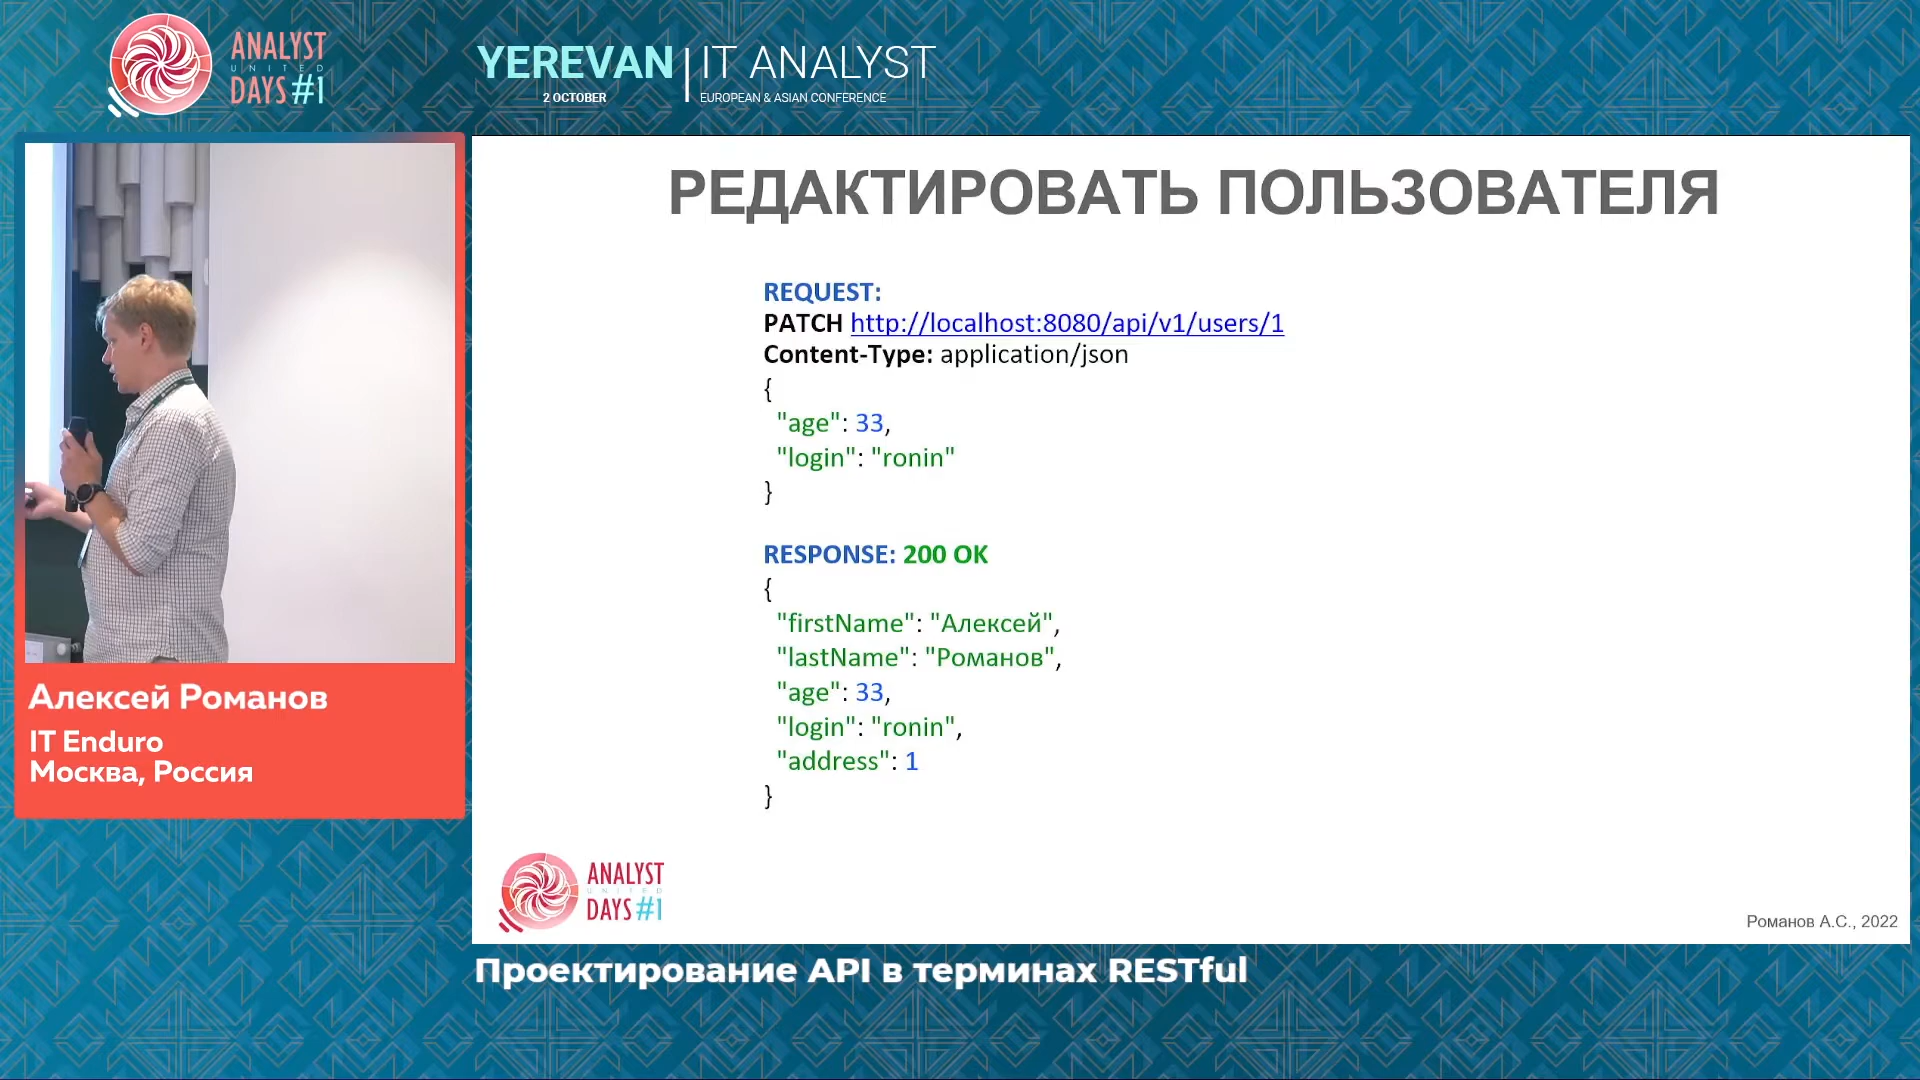 ANALYST
UNITED
DAYS #1
YEREVAN
2 OCTOBER
IT ANALYST
EUROPEAN & ASIAN CONFERENCE
РЕДАКТИРОВАТЬ ПОЛЬЗОВАТЕЛЯ
REQUEST:
PATCH http://localhost:8080/api/v1/users/1
Content-Type: application/json
{
"age": 33,
"login": "ronin"
}
RESPONSE: 200 OK
{
"firstName": "Алексей",
"lastName": "Романов",
"age": 33,
"login": "ronin",
"address": 1
}
ANALYST
UNITED
DAYS #1
Романов А.С., 2022
Алексей Романов
IT Enduro
Москва, Россия
Проектирование API в терминах RESTful